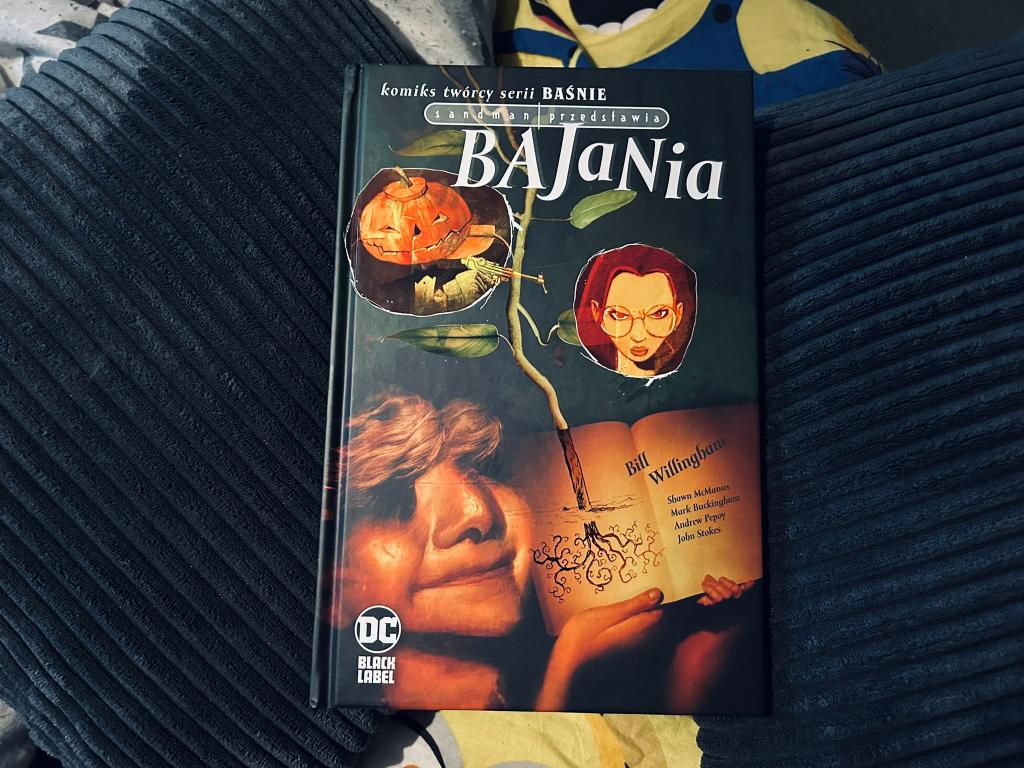 komiks twórcy serii BAŚNIE
sandman przedstawia
BAJaNia
Bill
Willingham
Shawn McManus
Mark Buckingham
Andrew Pepoy
John Stokes
DC
BLACK
LABEL